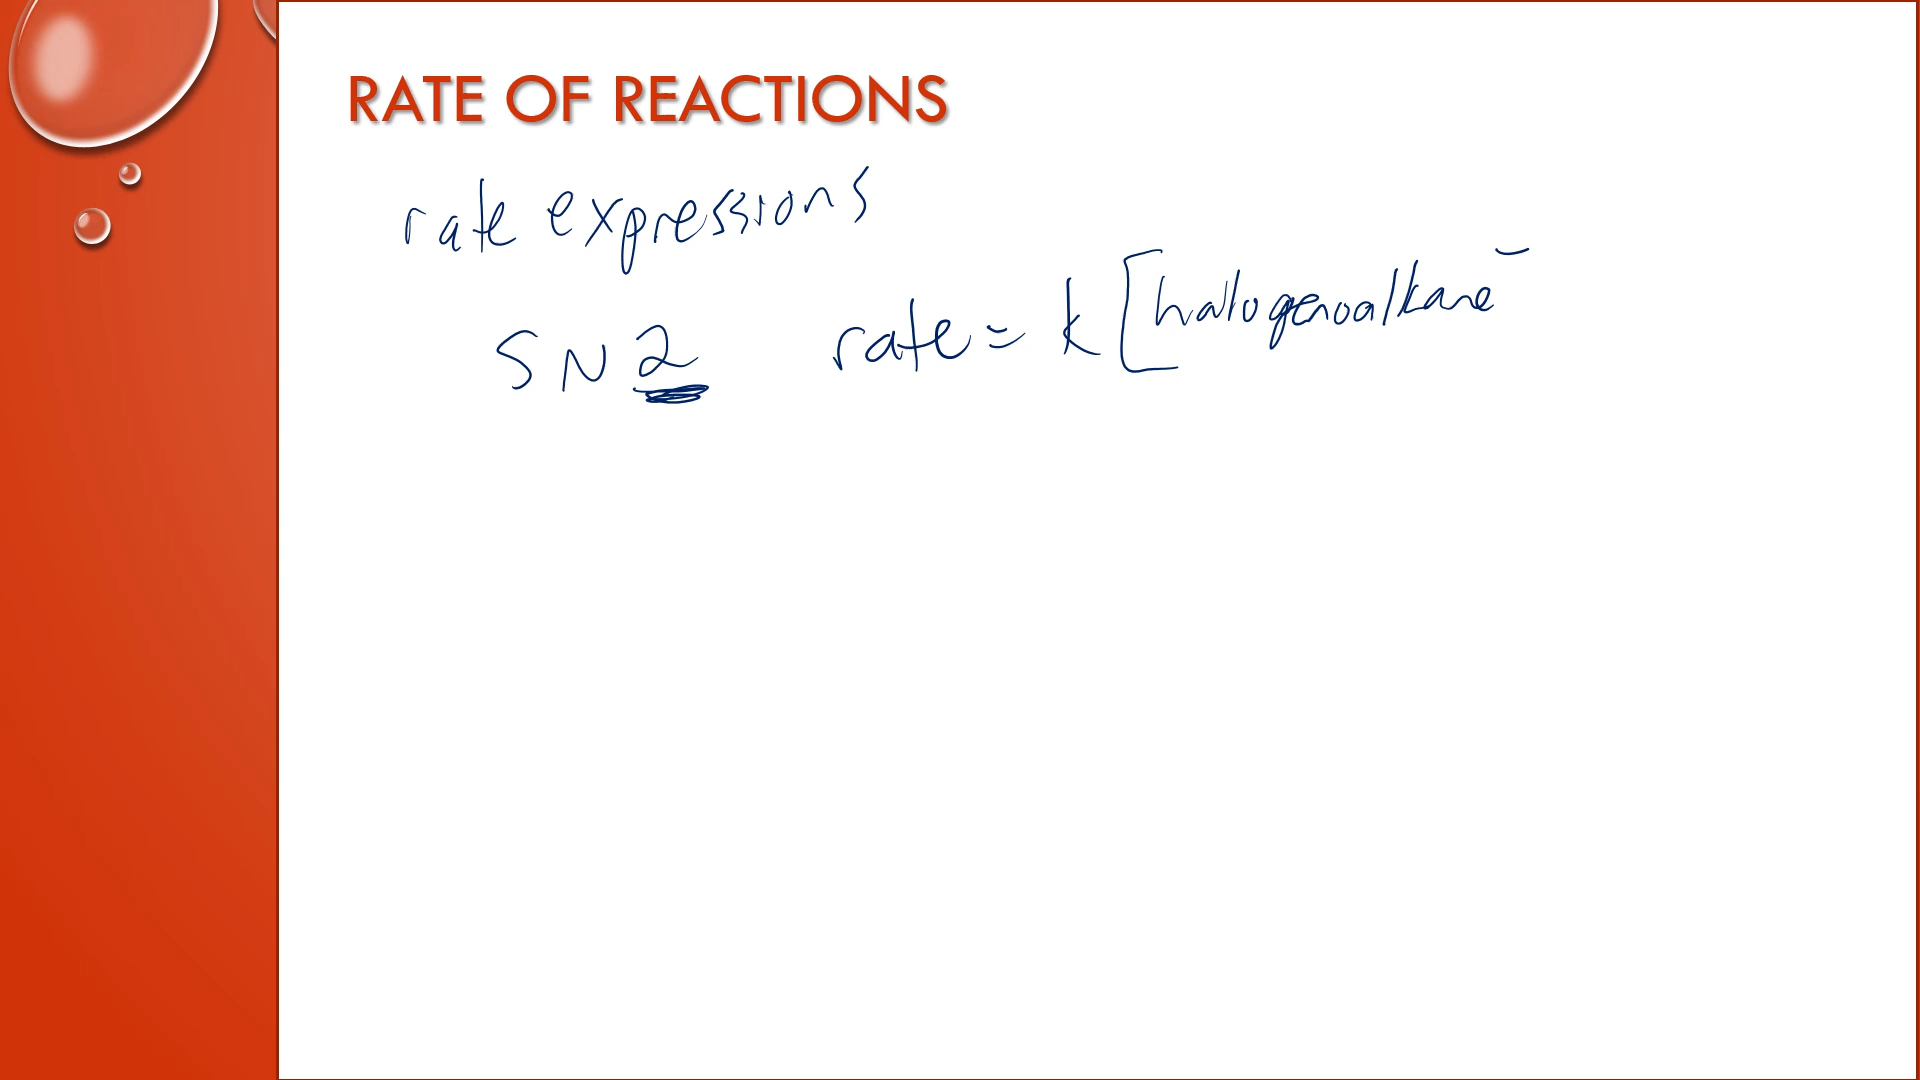 RATE OF REACTIONS
rate expressions
SN2 rate = k [halogenoalkane